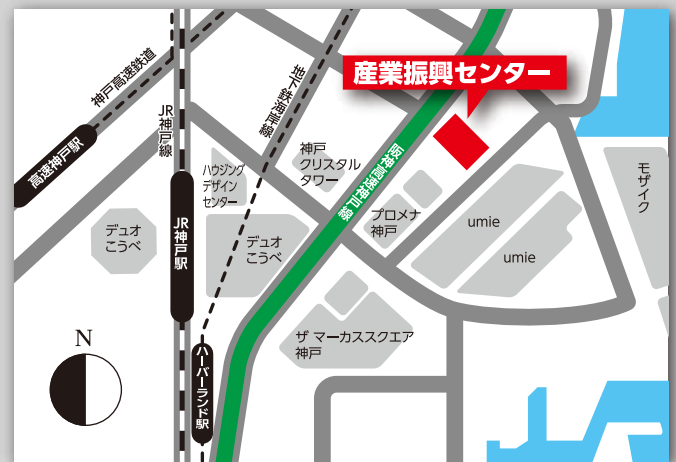 産業振興センター
神戸高速鉄道
JR神戸線
地下鉄海岸線
高速神戸駅
神戸
クリスタル
タワー
ハウジング
デザイン
センター
阪神高速神戸線
モザイク
プロメナ
神戸
umie
umie
デュオ
こうべ
JR神戸駅
デュオ
こうべ
ザ マーカススクエア
神戸
N
ハーバーランド駅